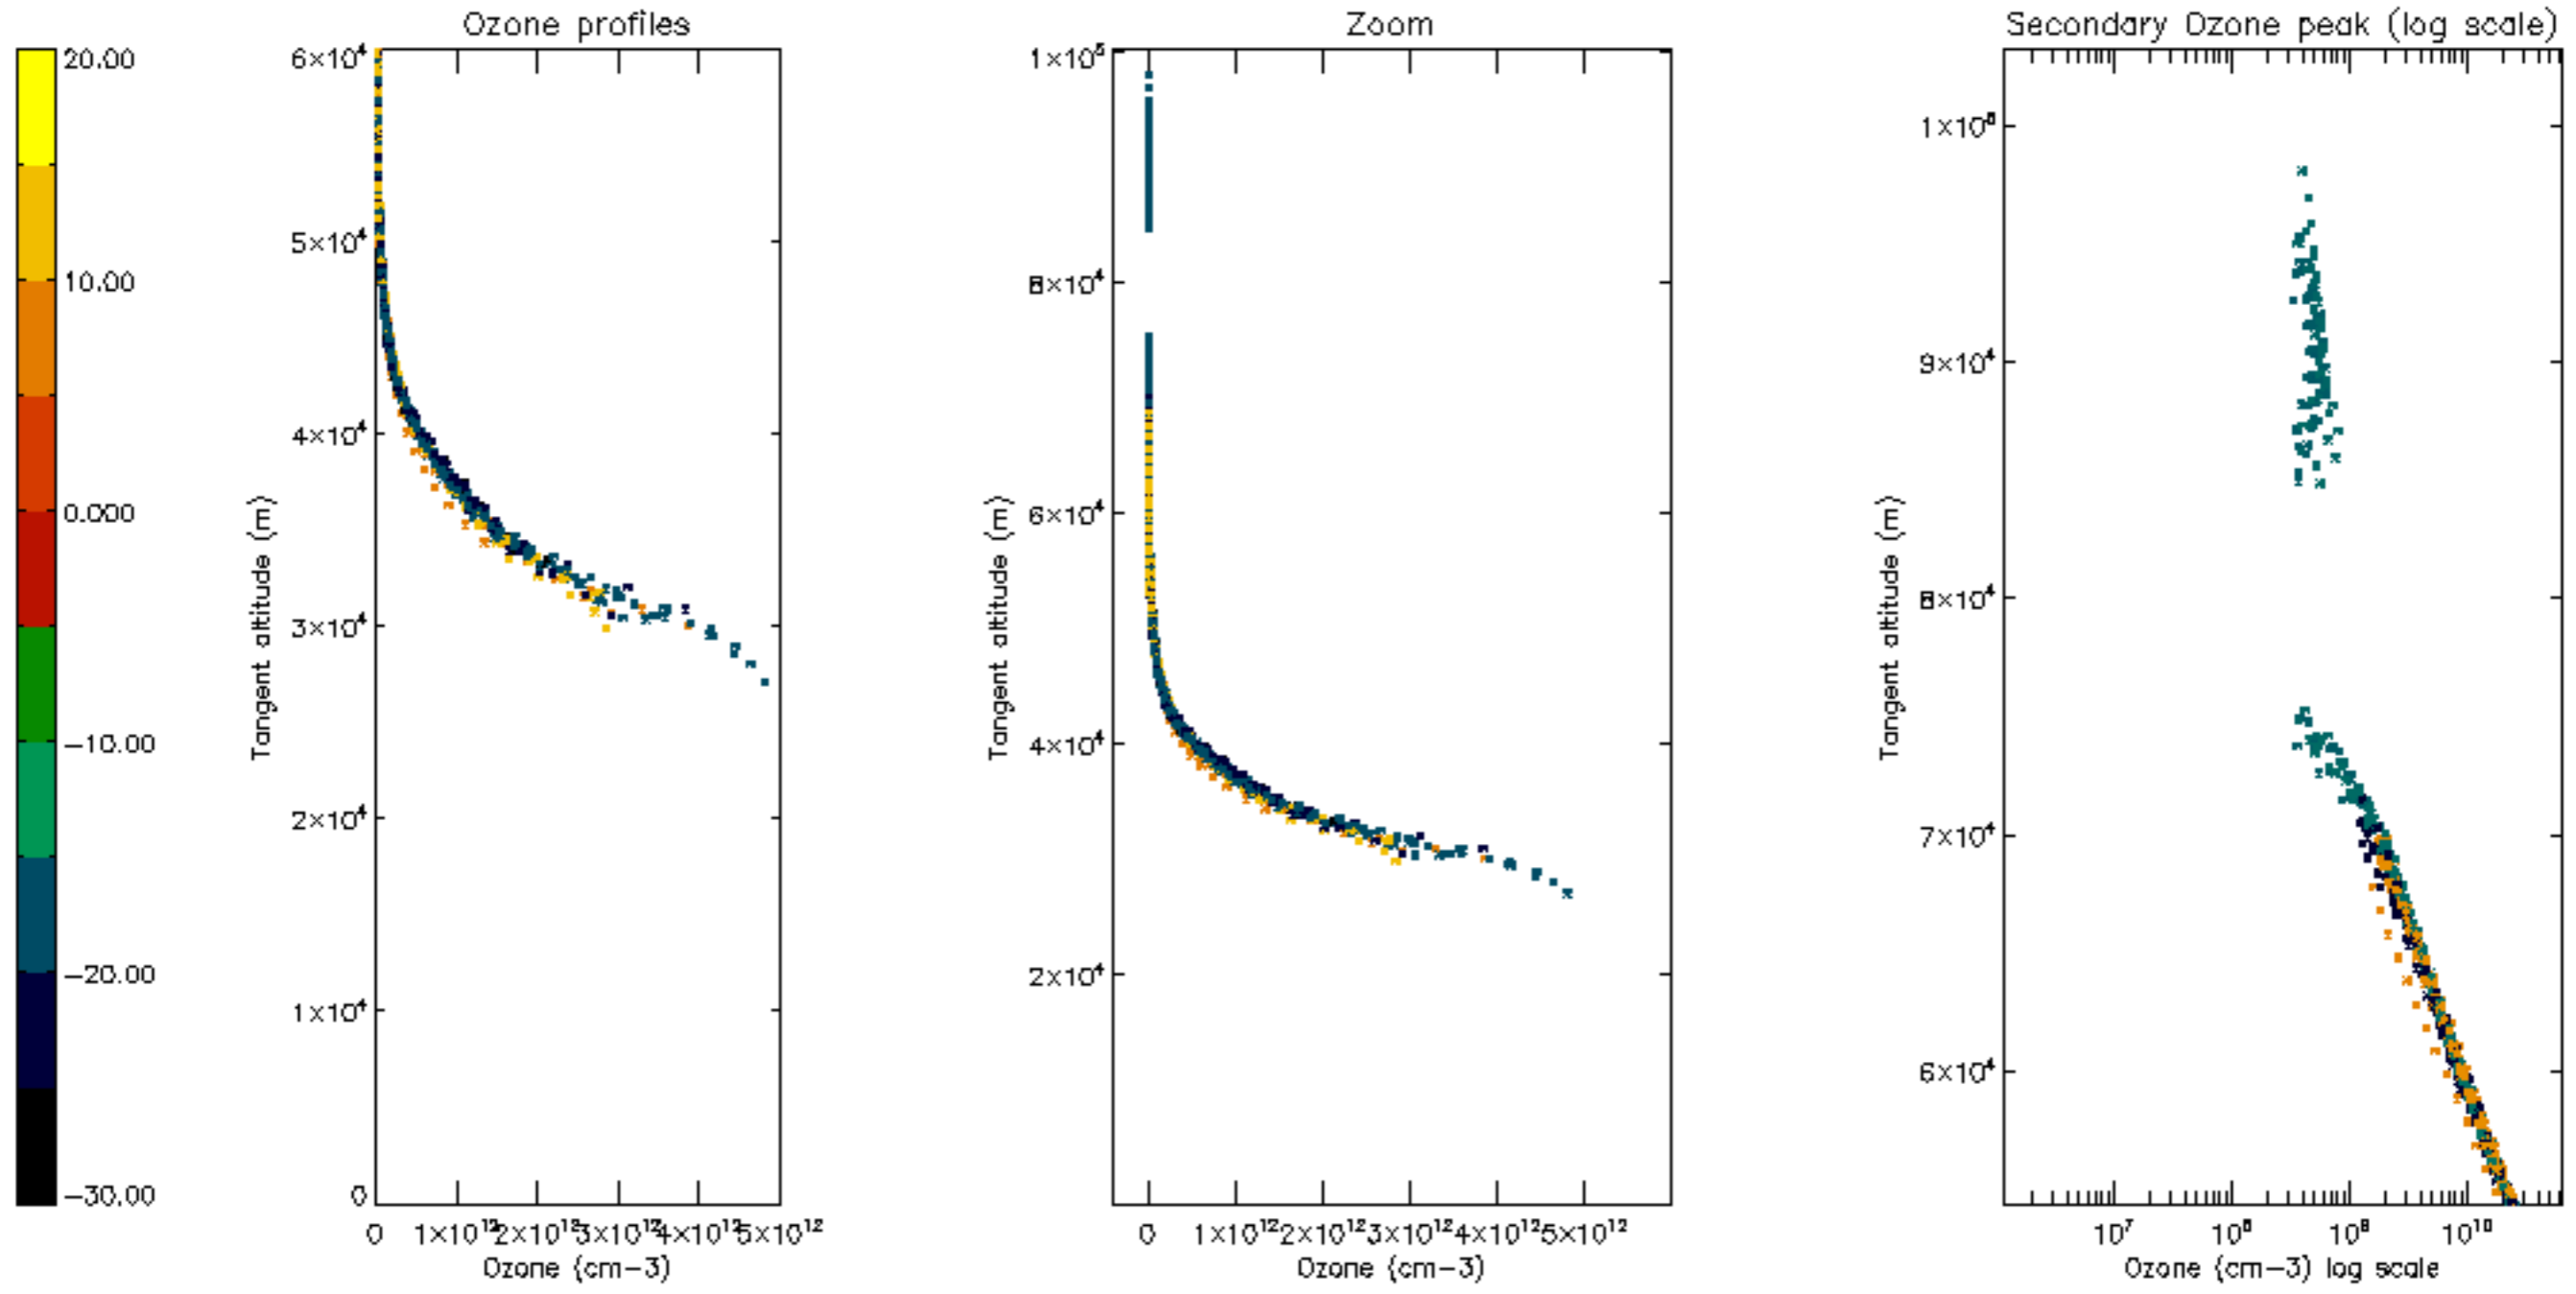 Ozone profiles
Zoom
Secondary Ozone peak (log scale)
20.00
10.00
0.000
−10.00
−20.00
−30.00
6×10⁴
5×10⁴
4×10⁴
3×10⁴
2×10⁴
1×10⁴
0
Tangent altitude (m)
0 1×10¹² 2×10¹² 3×10¹² 4×10¹² 5×10¹²
Ozone (cm−3)
1×10⁵
8×10⁴
6×10⁴
4×10⁴
2×10⁴
Tangent altitude (m)
0 1×10¹² 2×10¹² 3×10¹² 4×10¹² 5×10¹²
Ozone (cm−3)
1×10⁵
9×10⁴
8×10⁴
7×10⁴
6×10⁴
Tangent altitude (m)
10⁷ 10⁸ 10⁹ 10¹⁰
Ozone (cm−3) log scale